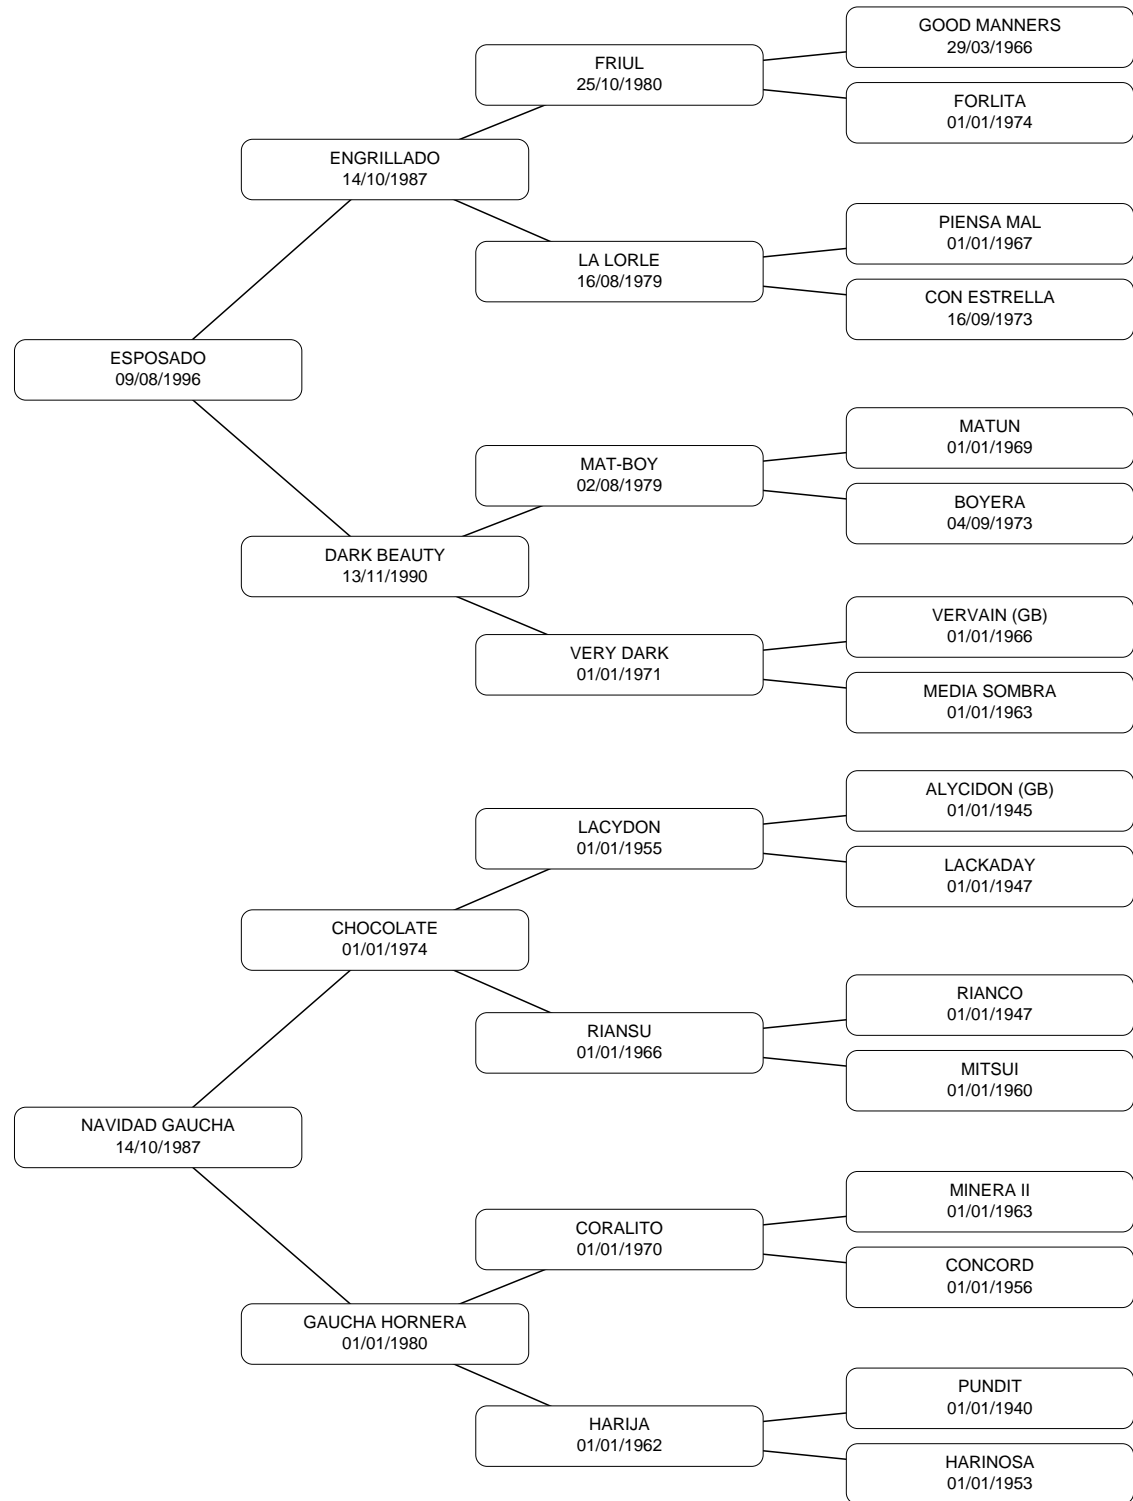 GOOD MANNERS
29/03/1966
FRIUL
25/10/1980
FORLITA
01/01/1974
ENGRILLADO
14/10/1987
PIENSA MAL
01/01/1967
LA LORLE
16/08/1979
CON ESTRELLA
16/09/1973
ESPOSADO
09/08/1996
MATUN
01/01/1969
MAT-BOY
02/08/1979
BOYERA
04/09/1973
DARK BEAUTY
13/11/1990
VERVAIN (GB)
01/01/1966
VERY DARK
01/01/1971
MEDIA SOMBRA
01/01/1963
ALYCIDON (GB)
01/01/1945
LACYDON
01/01/1955
LACKADAY
01/01/1947
CHOCOLATE
01/01/1974
RIANCO
01/01/1947
RIANSU
01/01/1966
MITSUI
01/01/1960
NAVIDAD GAUCHA
14/10/1987
MINERA II
01/01/1963
CORALITO
01/01/1970
CONCORD
01/01/1956
GAUCHA HORNERA
01/01/1980
PUNDIT
01/01/1940
HARIJA
01/01/1962
HARINOSA
01/01/1953